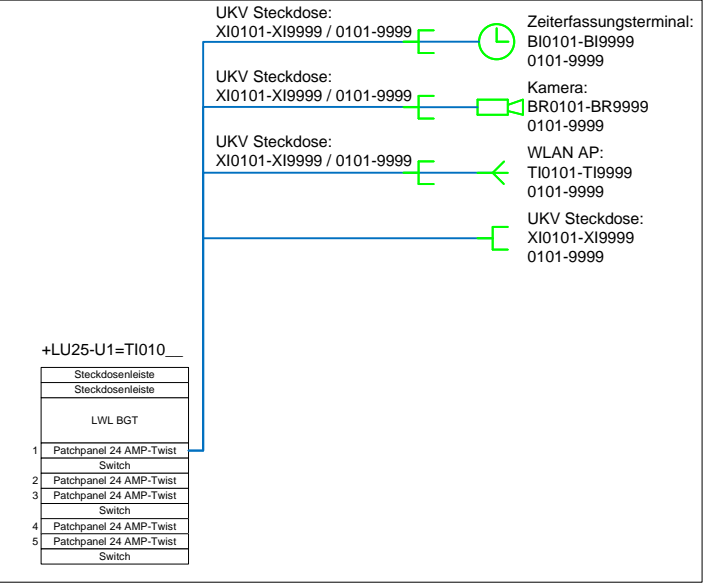 UKV Steckdose:
XI0101-XI9999 / 0101-9999
Zeiterfassungsterminal:
BI0101-BI9999
0101-9999
UKV Steckdose:
XI0101-XI9999 / 0101-9999
Kamera:
BR0101-BR9999
0101-9999
UKV Steckdose:
XI0101-XI9999 / 0101-9999
WLAN AP:
TI0101-TI9999
0101-9999
UKV Steckdose:
XI0101-XI9999
0101-9999
+LU25-U1=TI010__
Steckdosenleiste
Steckdosenleiste
LWL BGT
1 Patchpanel 24 AMP-Twist
Switch
2 Patchpanel 24 AMP-Twist
3 Patchpanel 24 AMP-Twist
Switch
4 Patchpanel 24 AMP-Twist
5 Patchpanel 24 AMP-Twist
Switch